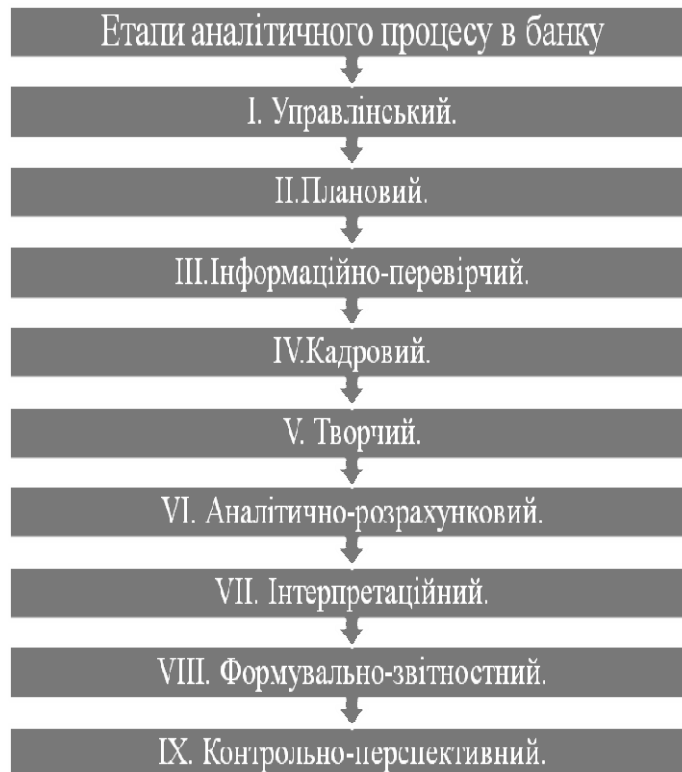 Етапи аналітичного процесу в банку
I. Управлінський.
II.Плановий.
III.Інформаційно-перевірчий.
IV.Кадровий.
V. Творчий.
VI. Аналітично-розрахунковий.
VII. Інтерпретаційний.
VIII. Формувально-звітностний.
IX. Контрольно-перспективний.